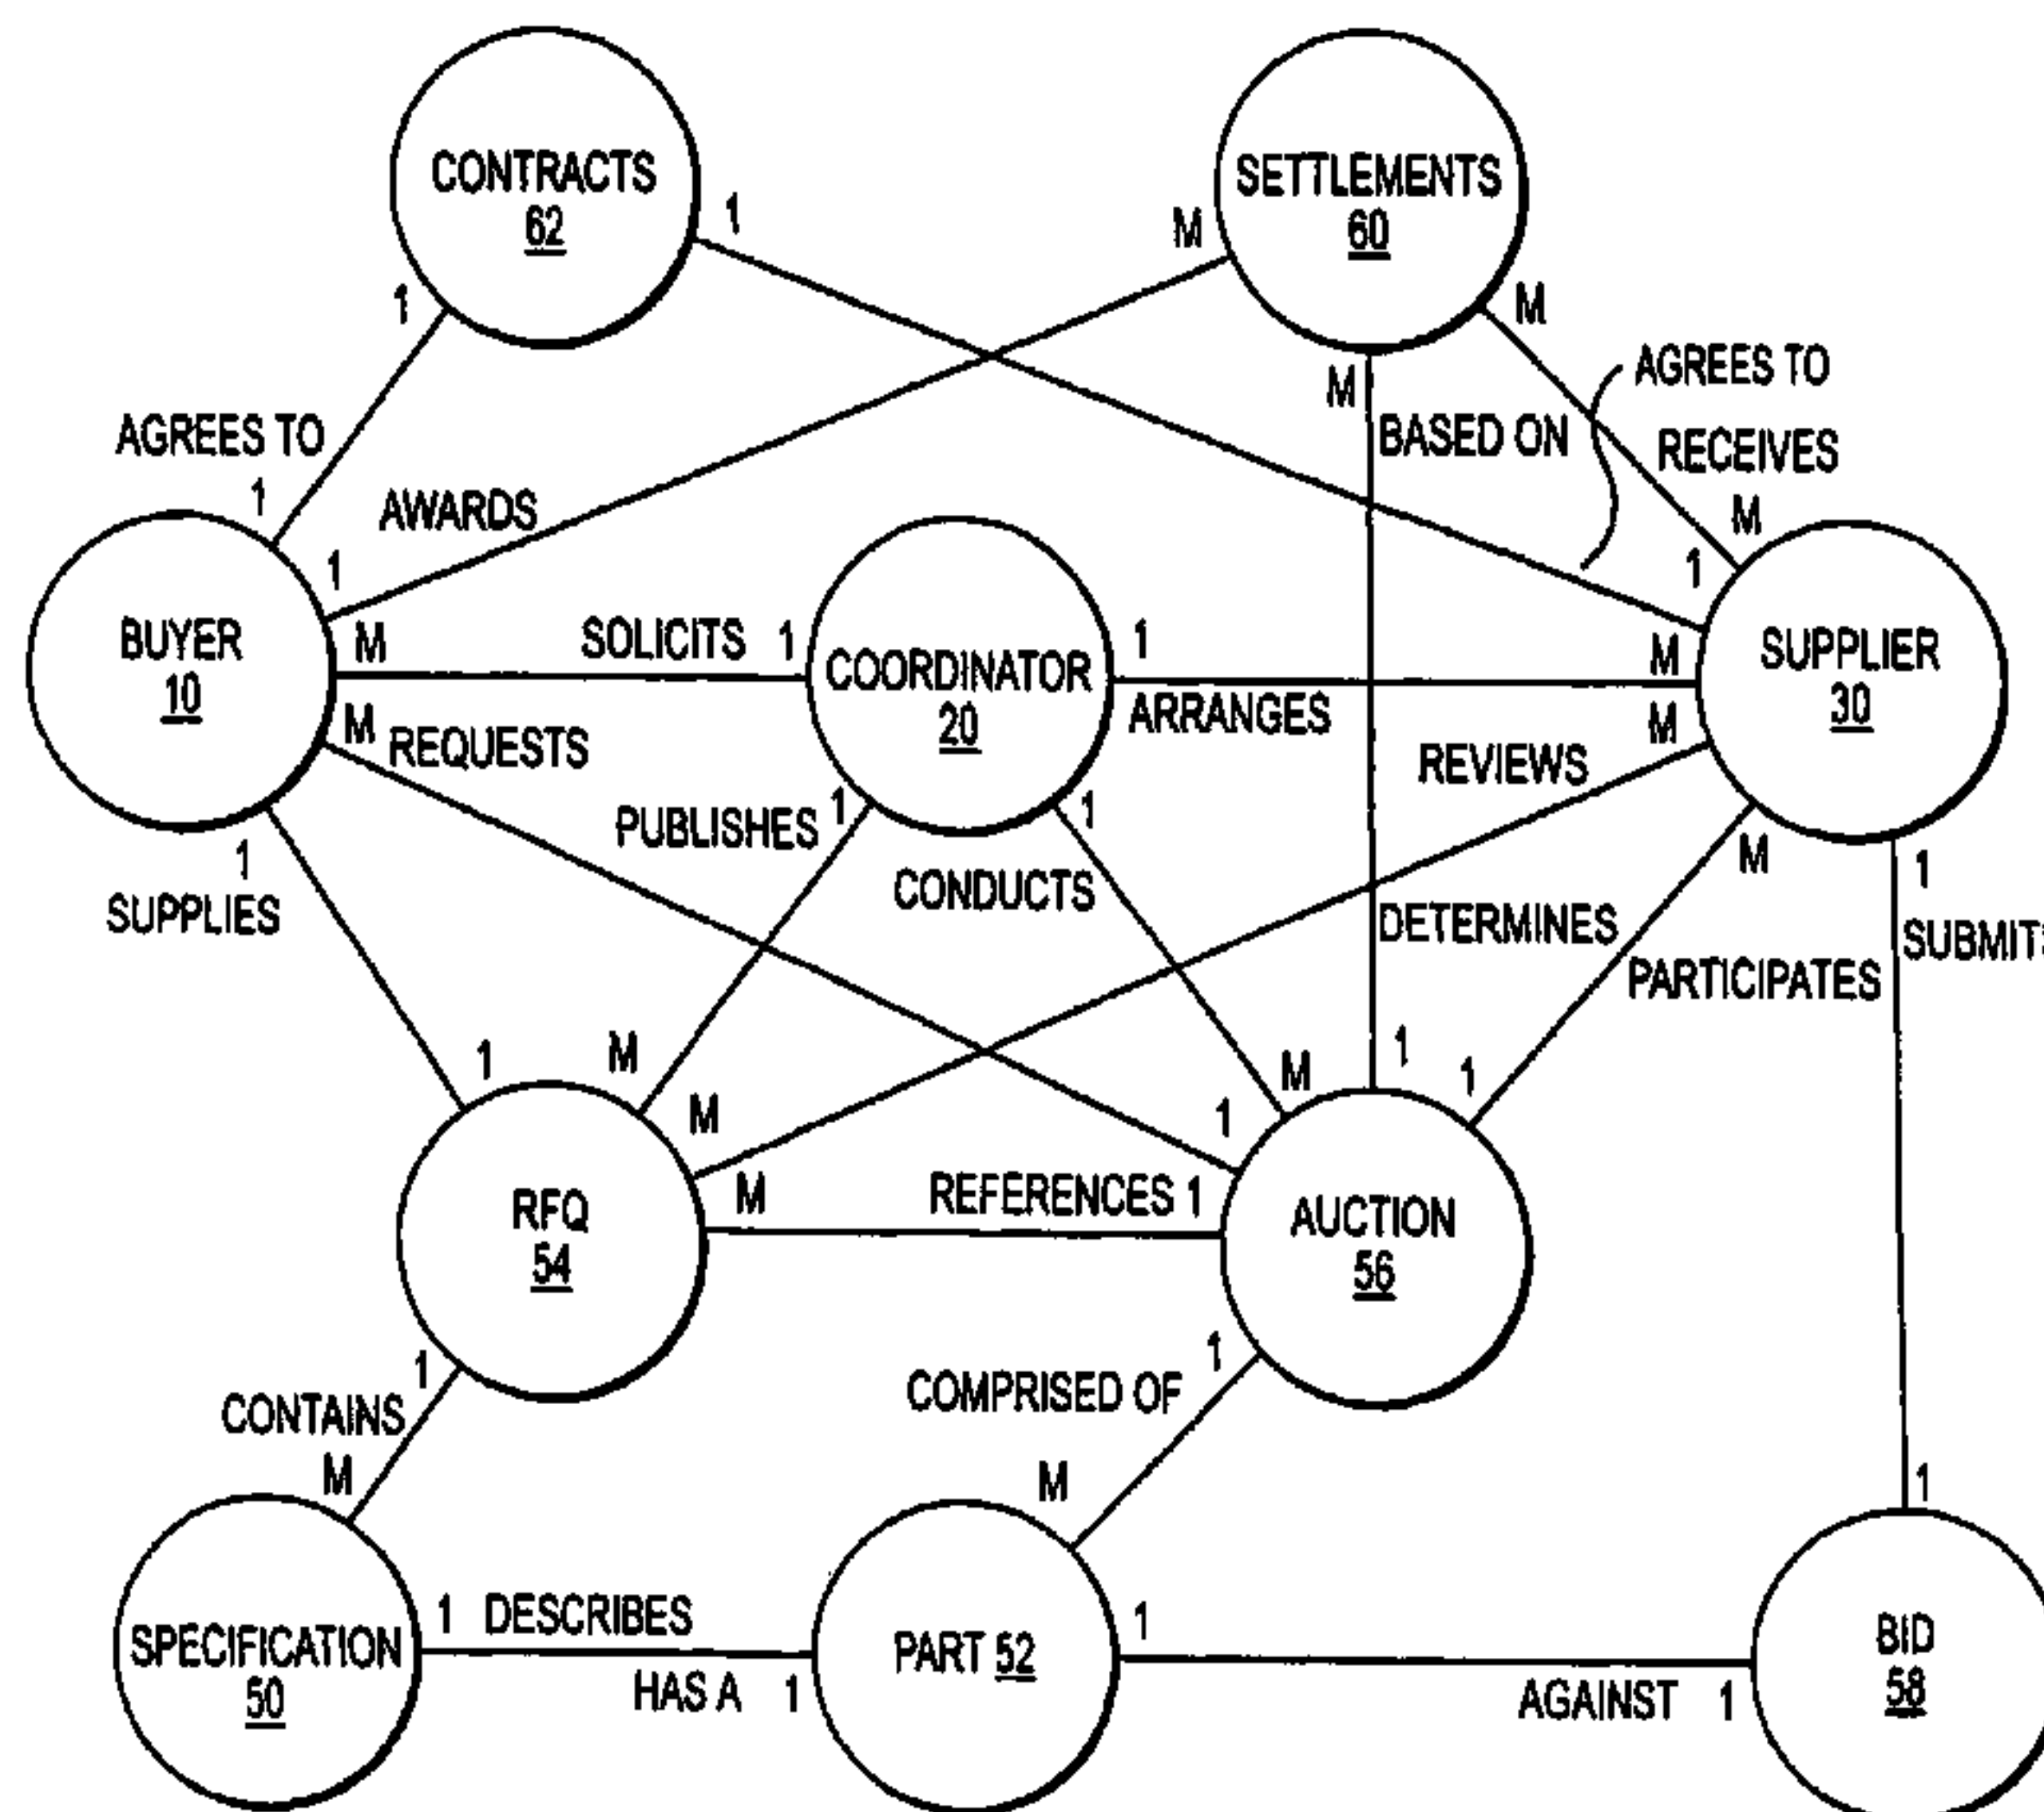 CONTRACTS
62
1
1
SETTLEMENTS
60
M
M
M
AGREES TO
BASED ON
RECEIVES
AGREES TO
1
AWARDS
1
M
1
BUYER
10
M
SOLICITS
1
COORDINATOR
20
1
ARRANGES
M
SUPPLIER
30
M
REQUESTS
REVIEWS
M
PUBLISHES
1
1
1
SUPPLIES
CONDUCTS
DETERMINES
M
PARTICIPATES
1
SUBMITS
1
M
M
1
M
1
1
RFQ
54
M
REFERENCES
1
AUCTION
56
1
CONTAINS
M
1
COMPRISED OF
M
1
SPECIFICATION
50
1
DESCRIBES
HAS A
1
PART 52
1
AGAINST
1
BID
58